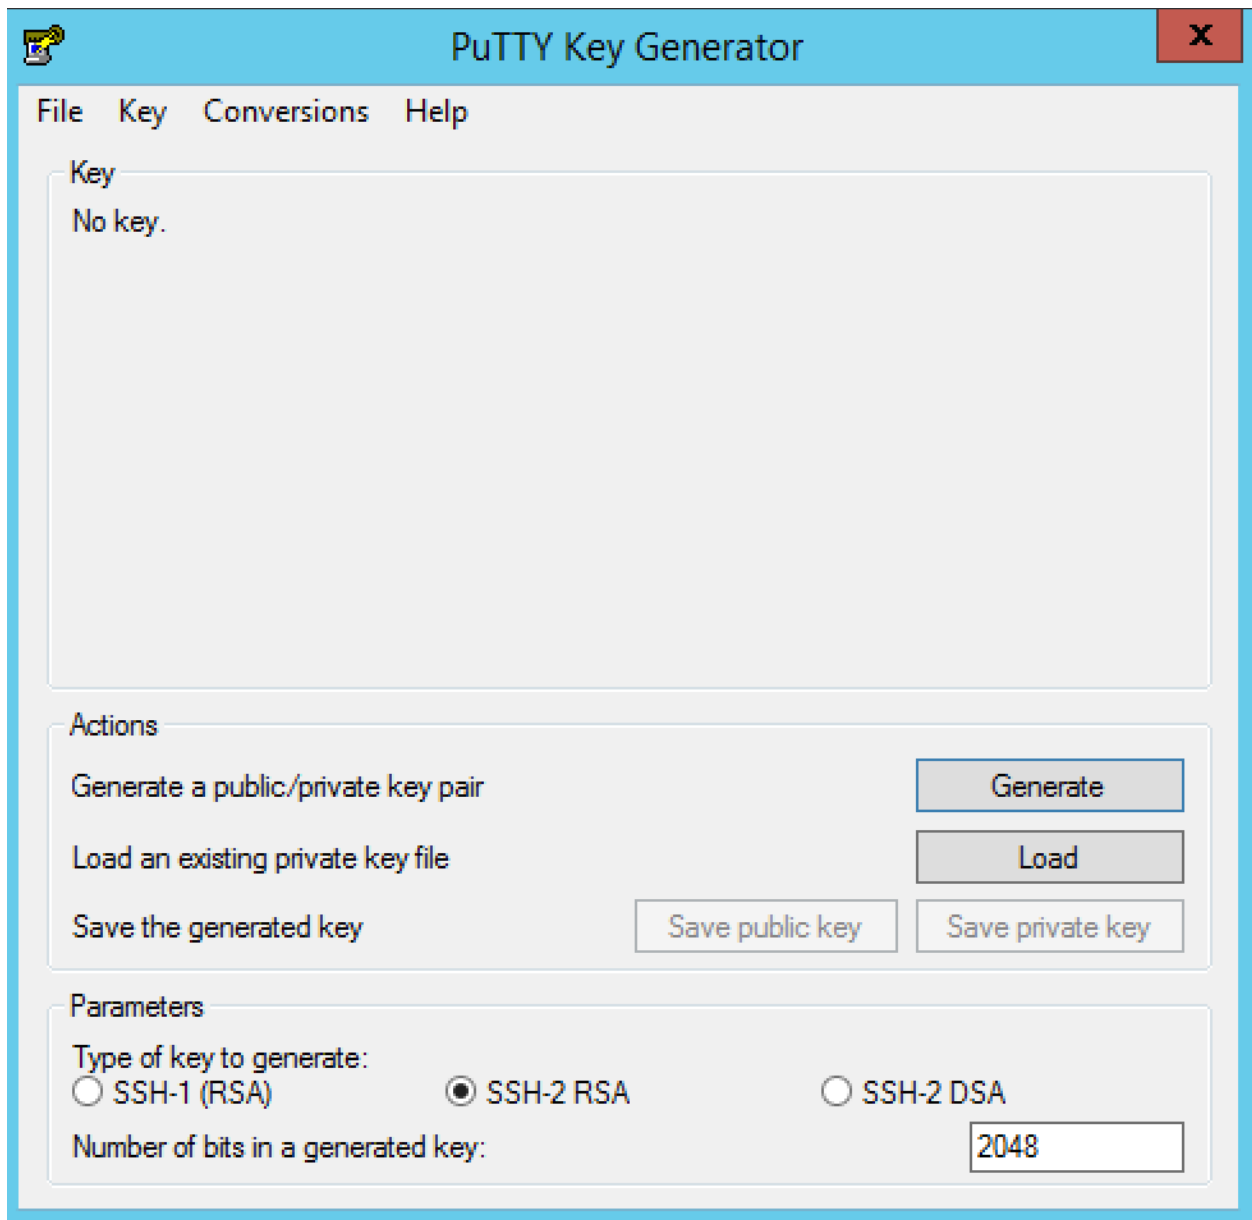 PuTTY Key Generator
x
File Key Conversions Help
Key
No key.
Actions
Generate a public/private key pair Generate
Load an existing private key file Load
Save the generated key Save public key Save private key
Parameters
Type of key to generate:
SSH-1 (RSA) SSH-2 RSA SSH-2 DSA
Number of bits in a generated key: 2048